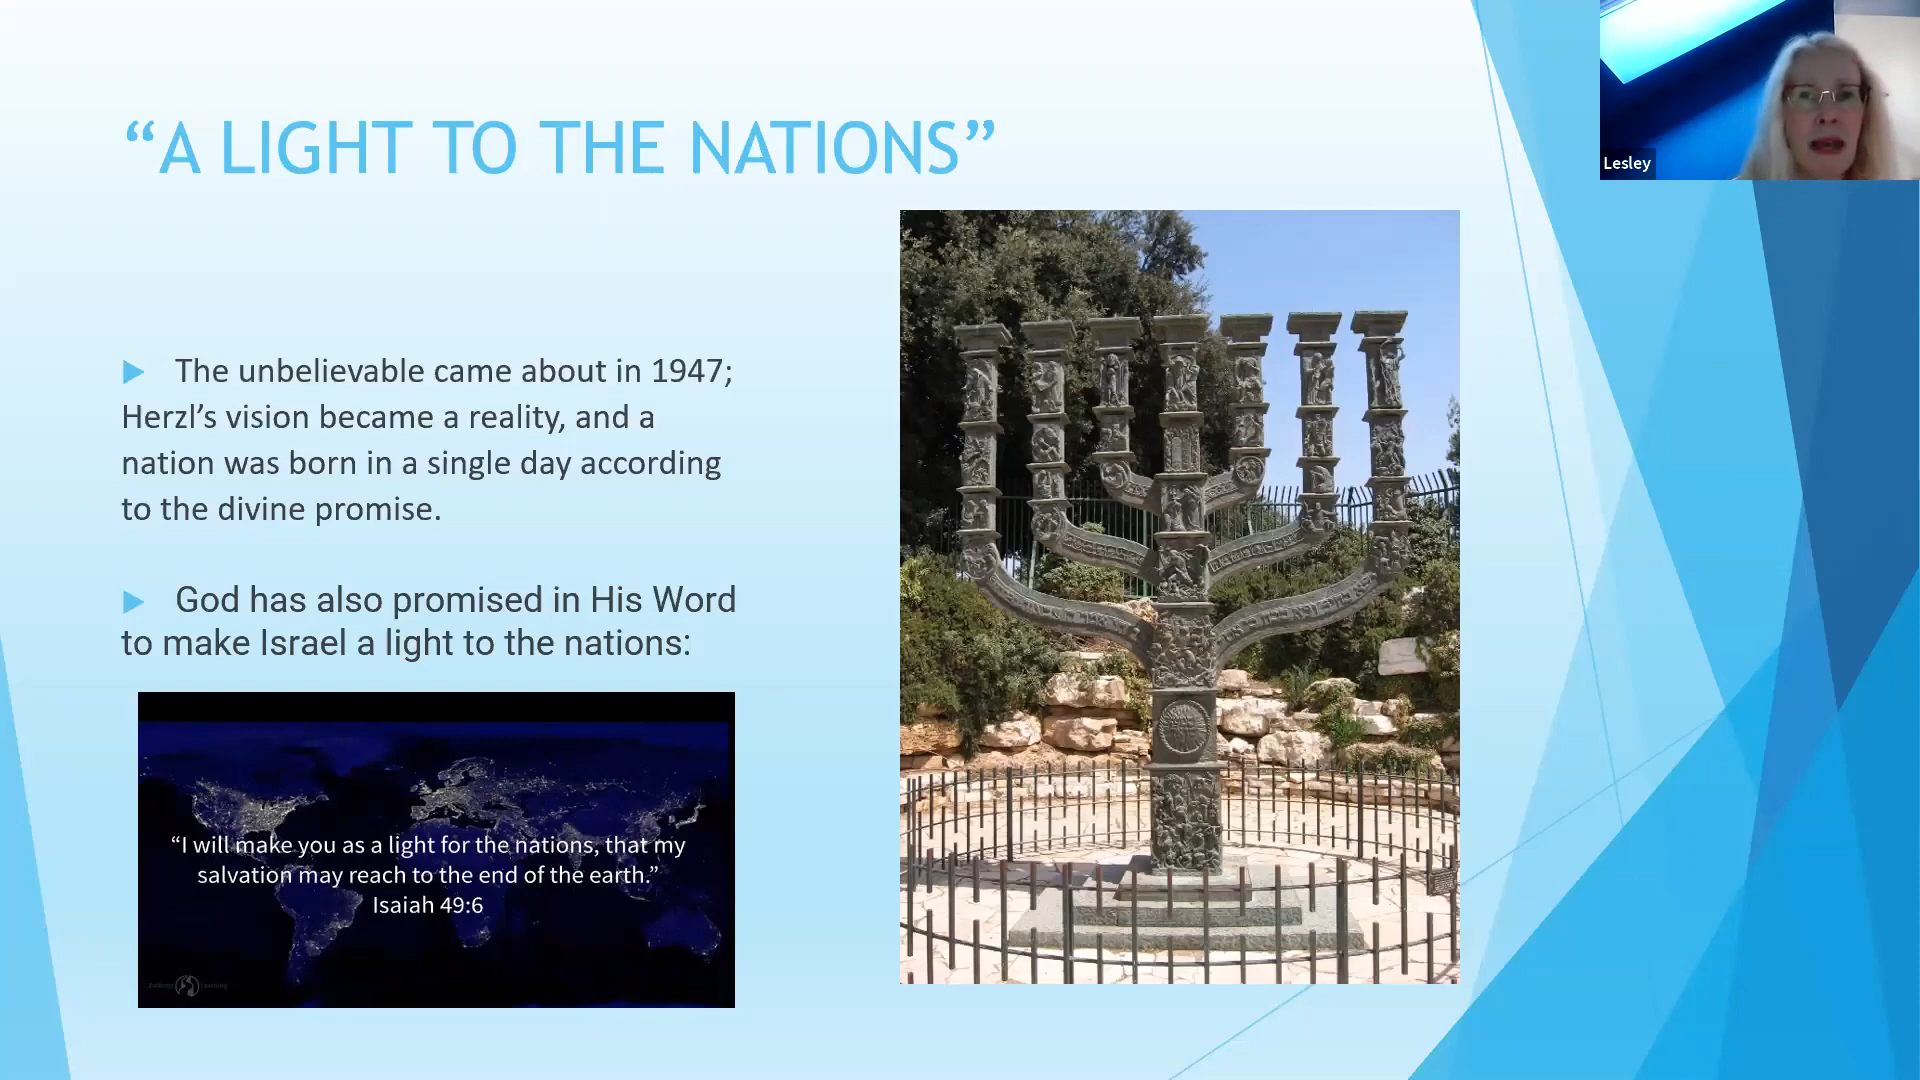 “A LIGHT TO THE NATIONS”
Lesley
The unbelievable came about in 1947;
Herzl’s vision became a reality, and a
nation was born in a single day according
to the divine promise.
God has also promised in His Word
to make Israel a light to the nations:
“I will make you as a light for the nations, that my
salvation may reach to the end of the earth.”
Isaiah 49:6